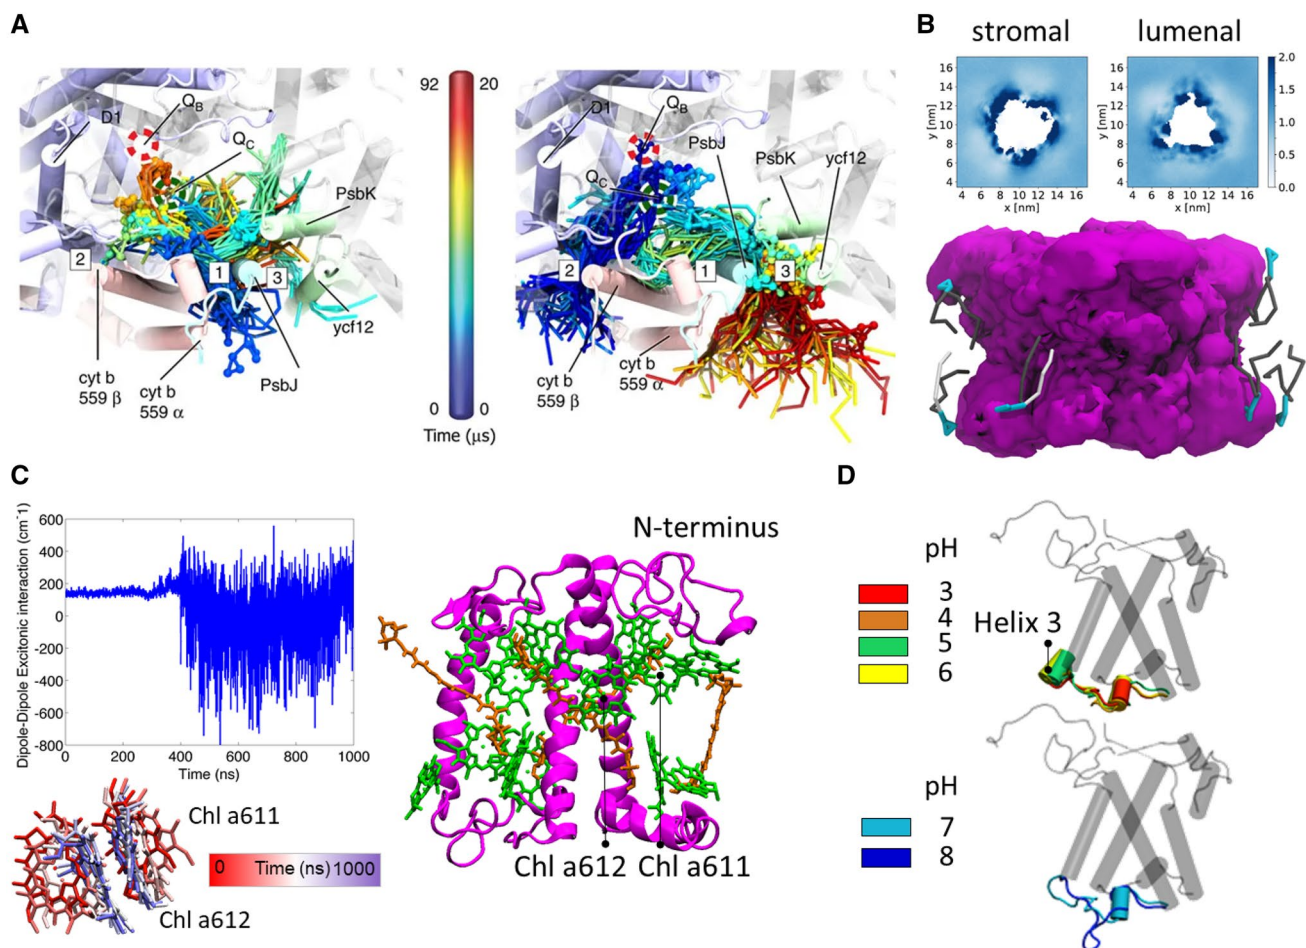 A
Q_B
D1
Q_C
PsbK
2
1
3
ycf12
cyt b
559 β
cyt b
559 α
PsbJ
92
20
0
0
Time (μs)
Q_B
D1
PsbJ
PsbK
ycf12
Q_C
2
1
3
cyt b
559 β
cyt b
559 α
B
stromal
lumenal
y [nm]
16
14
12
10
8
6
4
4 6 8 10 12 14 16
x [nm]
y [nm]
16
14
12
10
8
6
4
4 6 8 10 12 14 16
x [nm]
2.0
1.5
1.0
0.5
0.0
C
Dipole-Dipole Excitonic interaction (cm⁻¹)
600
400
200
0
-200
-400
-600
-800
0 200 400 600 800 1000
Time (ns)
Chl a611
0 Time (ns) 1000
Chl a612
N-terminus
Chl a612 Chl a611
D
pH
3
4
5
6
Helix 3
pH
7
8